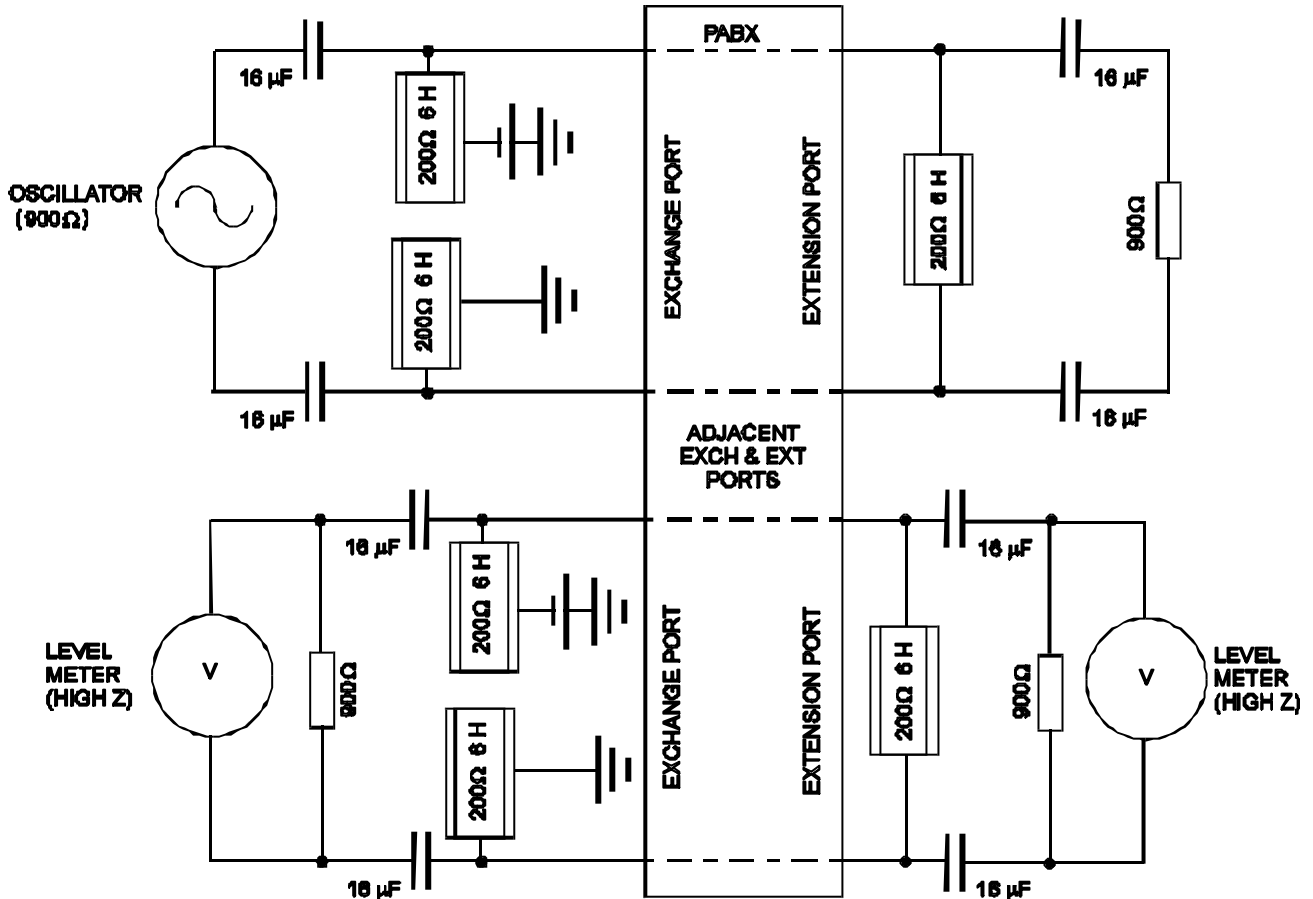 PABX
16 µF
16 µF
200Ω 6 H
EXCHANGE PORT
EXTENSION PORT
200Ω 6 H
900Ω
OSCILLATOR
(900Ω)
200Ω 6 H
16 µF
16 µF
ADJACENT
EXCH & EXT
PORTS
16 µF
16 µF
200Ω 6 H
EXCHANGE PORT
EXTENSION PORT
200Ω 6 H
LEVEL
METER
(HIGH Z)
V
900Ω
900Ω
V
LEVEL
METER
(HIGH Z)
200Ω 6 H
16 µF
16 µF